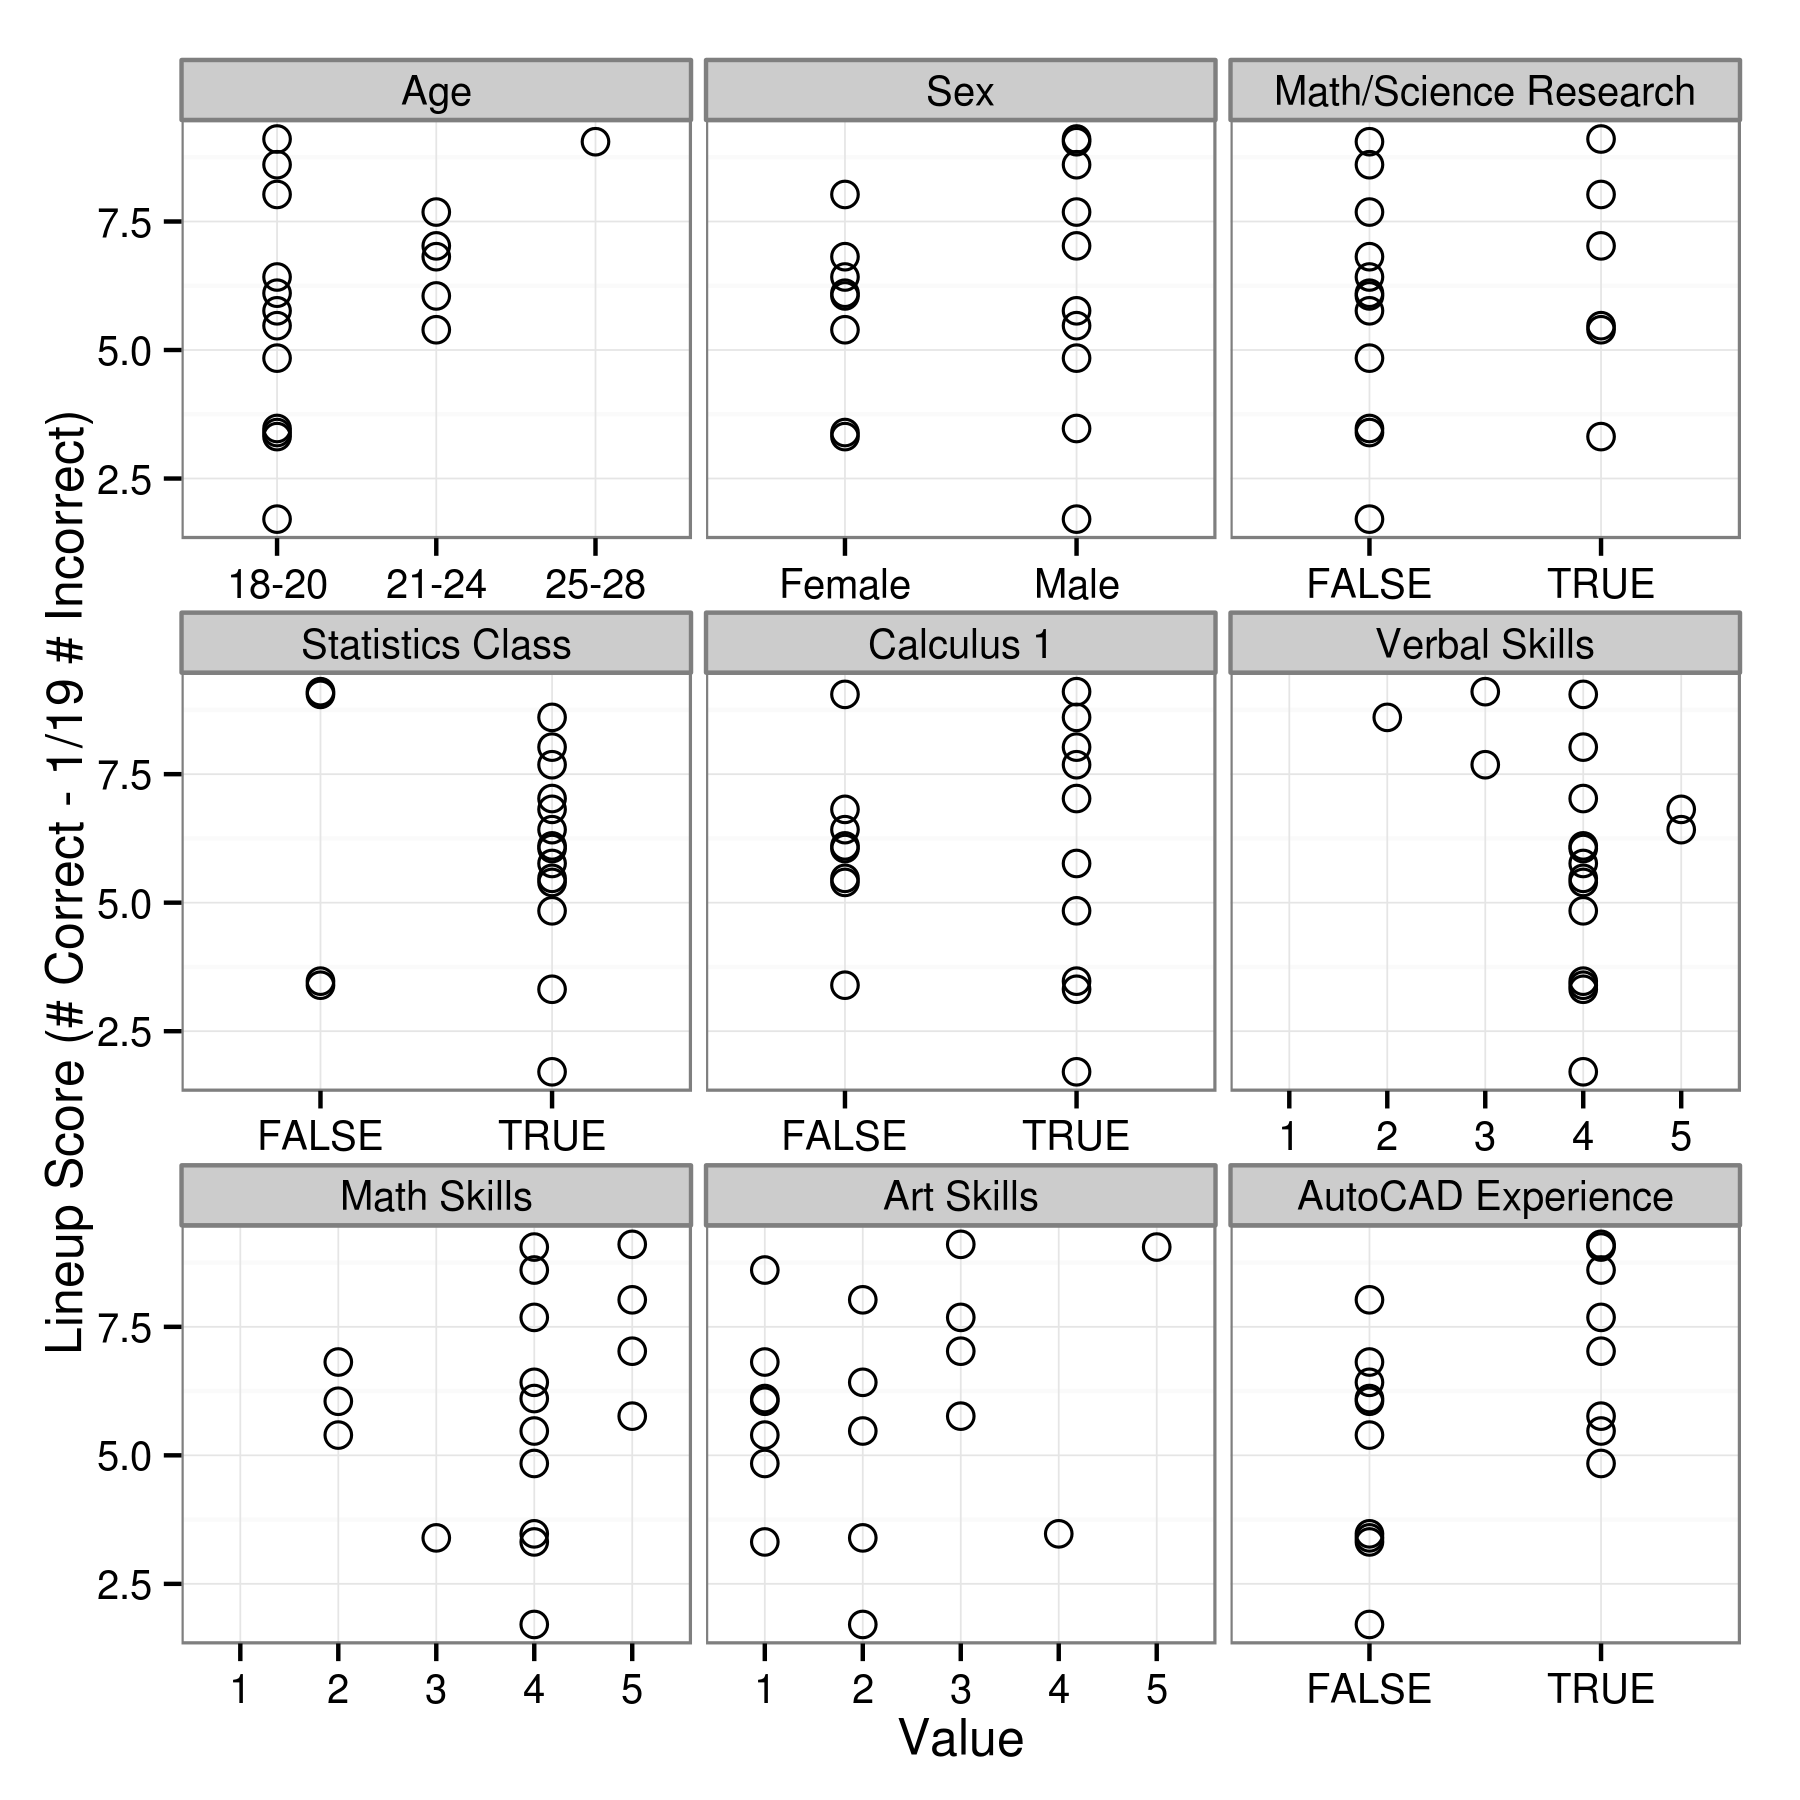 Lineup Score (# Correct - 1/19 # Incorrect)
Age Sex Math/Science Research
7.5
5.0
2.5
18-20 21-24 25-28 Female Male FALSE TRUE
Statistics Class Calculus 1 Verbal Skills
7.5
5.0
2.5
FALSE TRUE FALSE TRUE 1 2 3 4 5
Math Skills Art Skills AutoCAD Experience
7.5
5.0
2.5
1 2 3 4 5 1 2 3 4 5 FALSE TRUE
Value